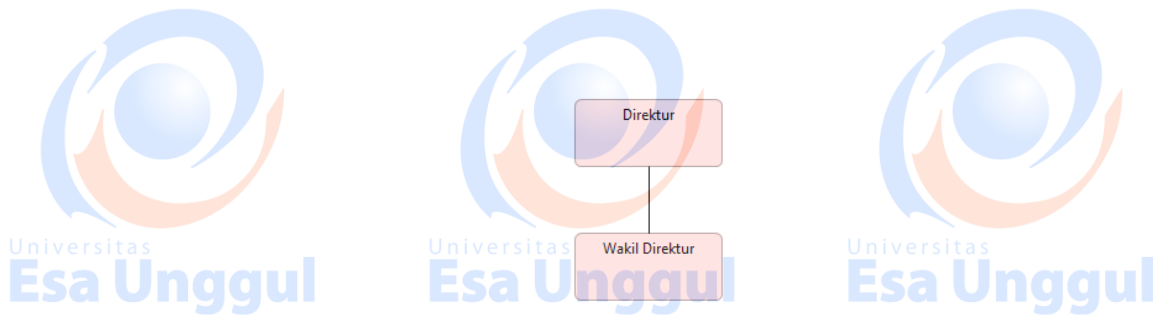 Direktur
Universitas
Esa Unggul
Universitas
Esa Unggul
Wakil Direktur
Universitas
Esa Unggul